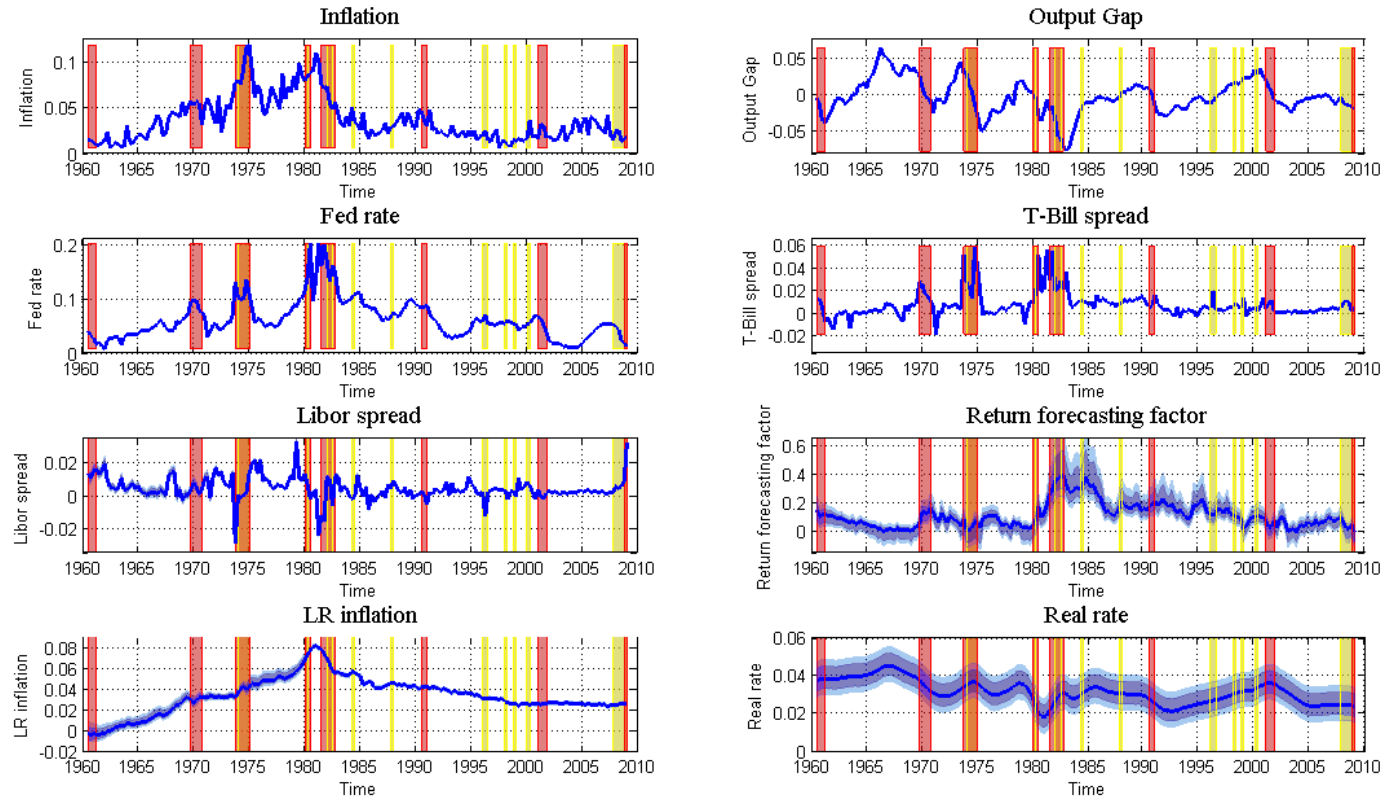 Inflation
Inflation
0.1
0.05
0
1960 1965 1970 1975 1980 1985 1990 1995 2000 2005 2010
Time
Output Gap
Output Gap
0.05
0
-0.05
1960 1965 1970 1975 1980 1985 1990 1995 2000 2005 2010
Time
Fed rate
Fed rate
0.2
0.1
0
1960 1965 1970 1975 1980 1985 1990 1995 2000 2005 2010
Time
T-Bill spread
T-Bill spread
0.06
0.04
0.02
0
-0.02
1960 1965 1970 1975 1980 1985 1990 1995 2000 2005 2010
Time
Libor spread
Libor spread
0.02
0
-0.02
1960 1965 1970 1975 1980 1985 1990 1995 2000 2005 2010
Time
Return forecasting factor
Return forecasting factor
0.6
0.4
0.2
0
1960 1965 1970 1975 1980 1985 1990 1995 2000 2005 2010
Time
LR inflation
LR inflation
0.08
0.06
0.04
0.02
0
-0.02
1960 1965 1970 1975 1980 1985 1990 1995 2000 2005 2010
Time
Real rate
Real rate
0.06
0.04
0.02
0
1960 1965 1970 1975 1980 1985 1990 1995 2000 2005 2010
Time